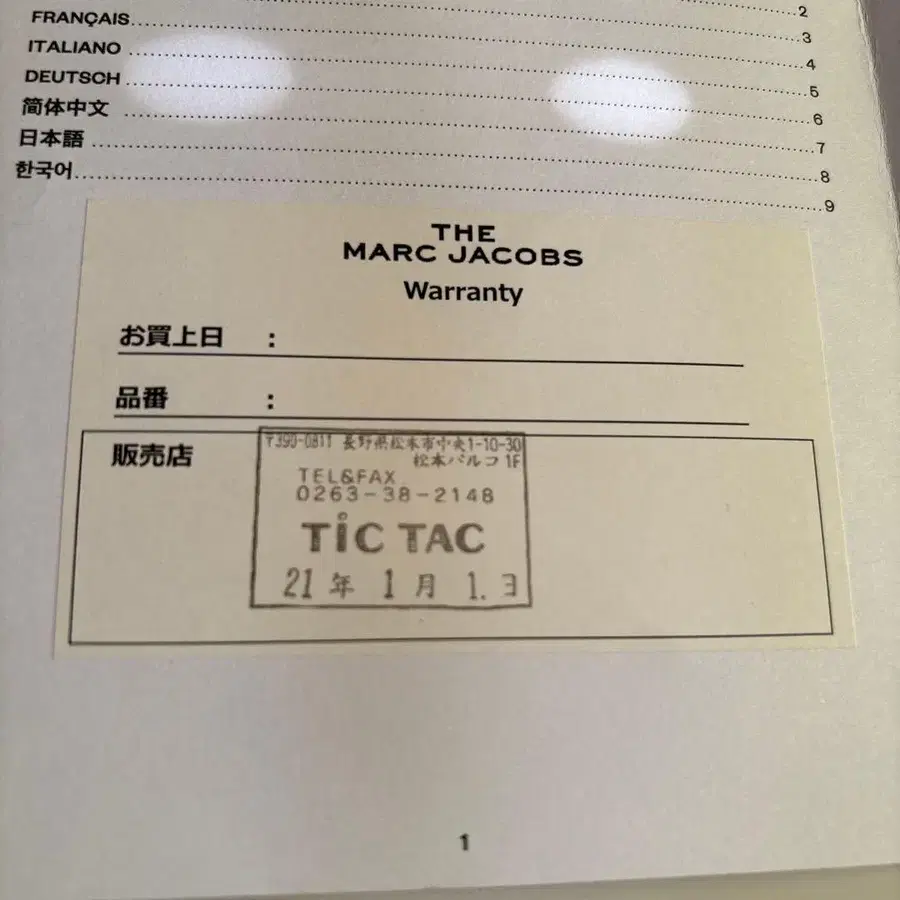 2
FRANÇAIS 3
ITALIANO 4
DEUTSCH 5
简体中文 6
7
日本語 8
한국어 9
THE
MARC JACOBS
Warranty
お買上日 :
品番 :
販売店
〒390-0811 長野県松本市中央1-10-30
松本パルコ 1F
TEL&FAX
0263-38-2148
TiC TAC
21 年 1 月 1. ヨ
1